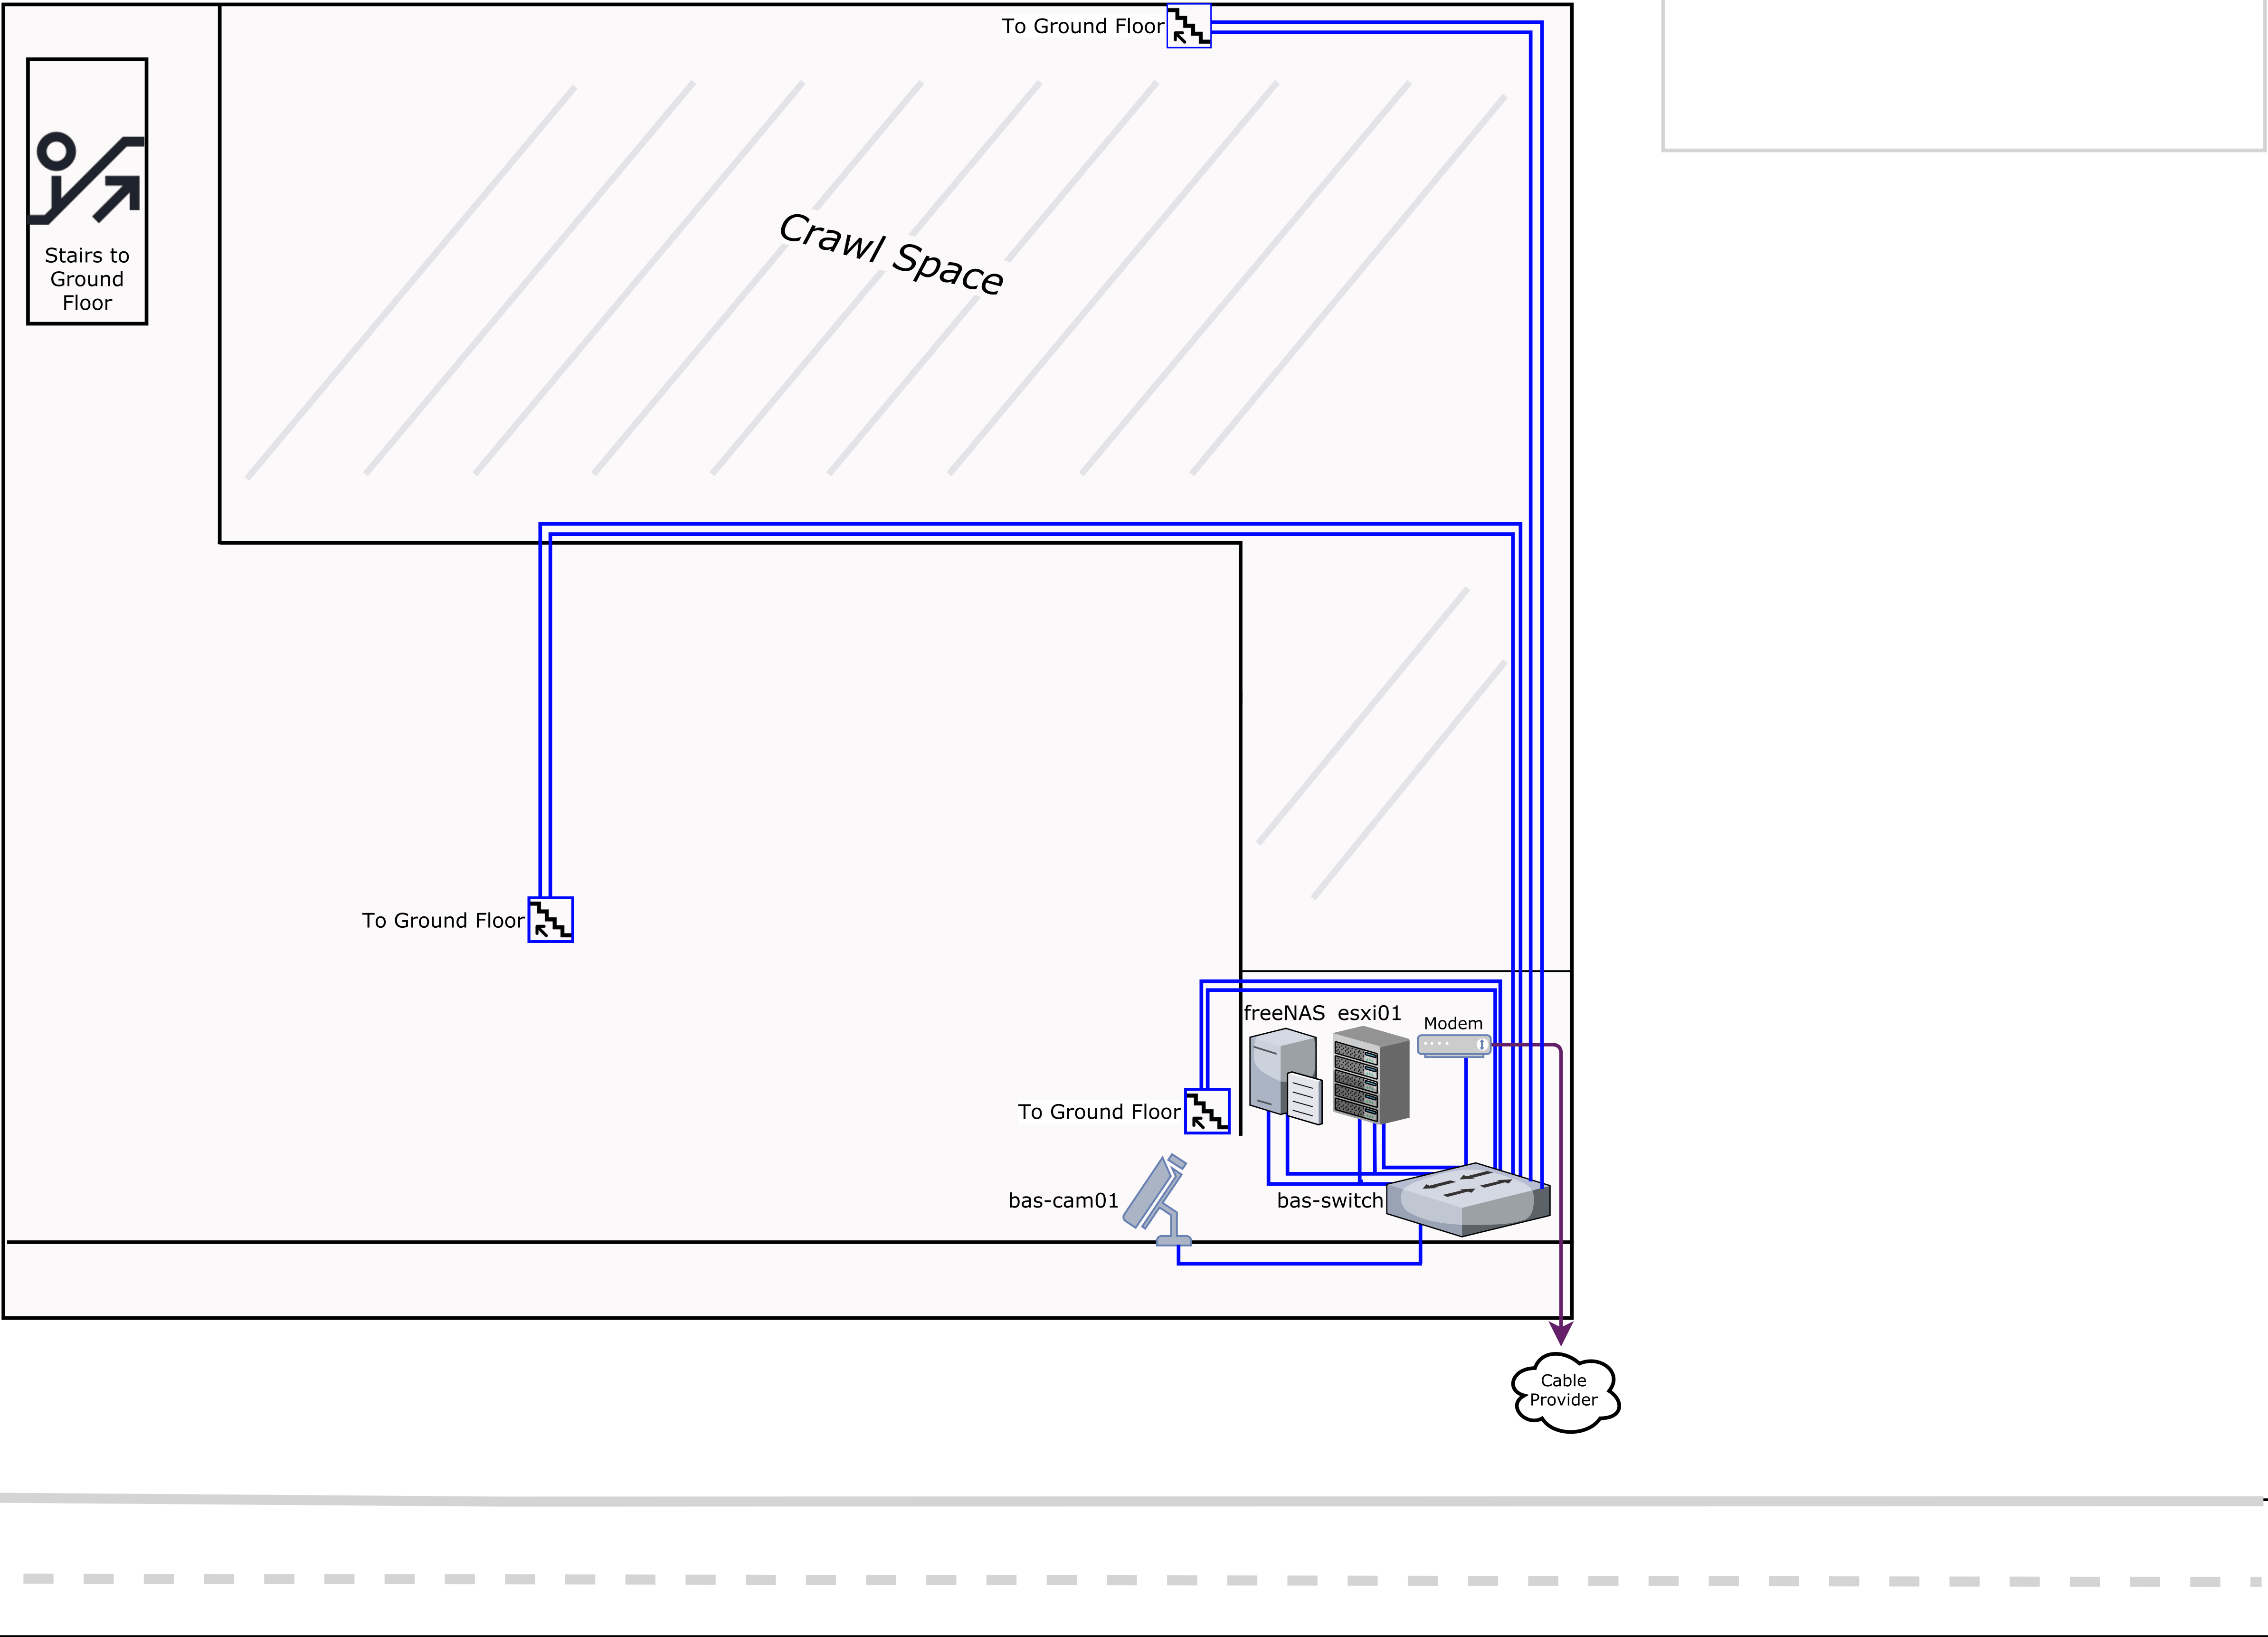 To Ground Floor
Stairs to
Ground
Floor
Crawl Space
To Ground Floor
freeNAS
esxi01
Modem
To Ground Floor
bas-cam01
bas-switch
Cable
Provider